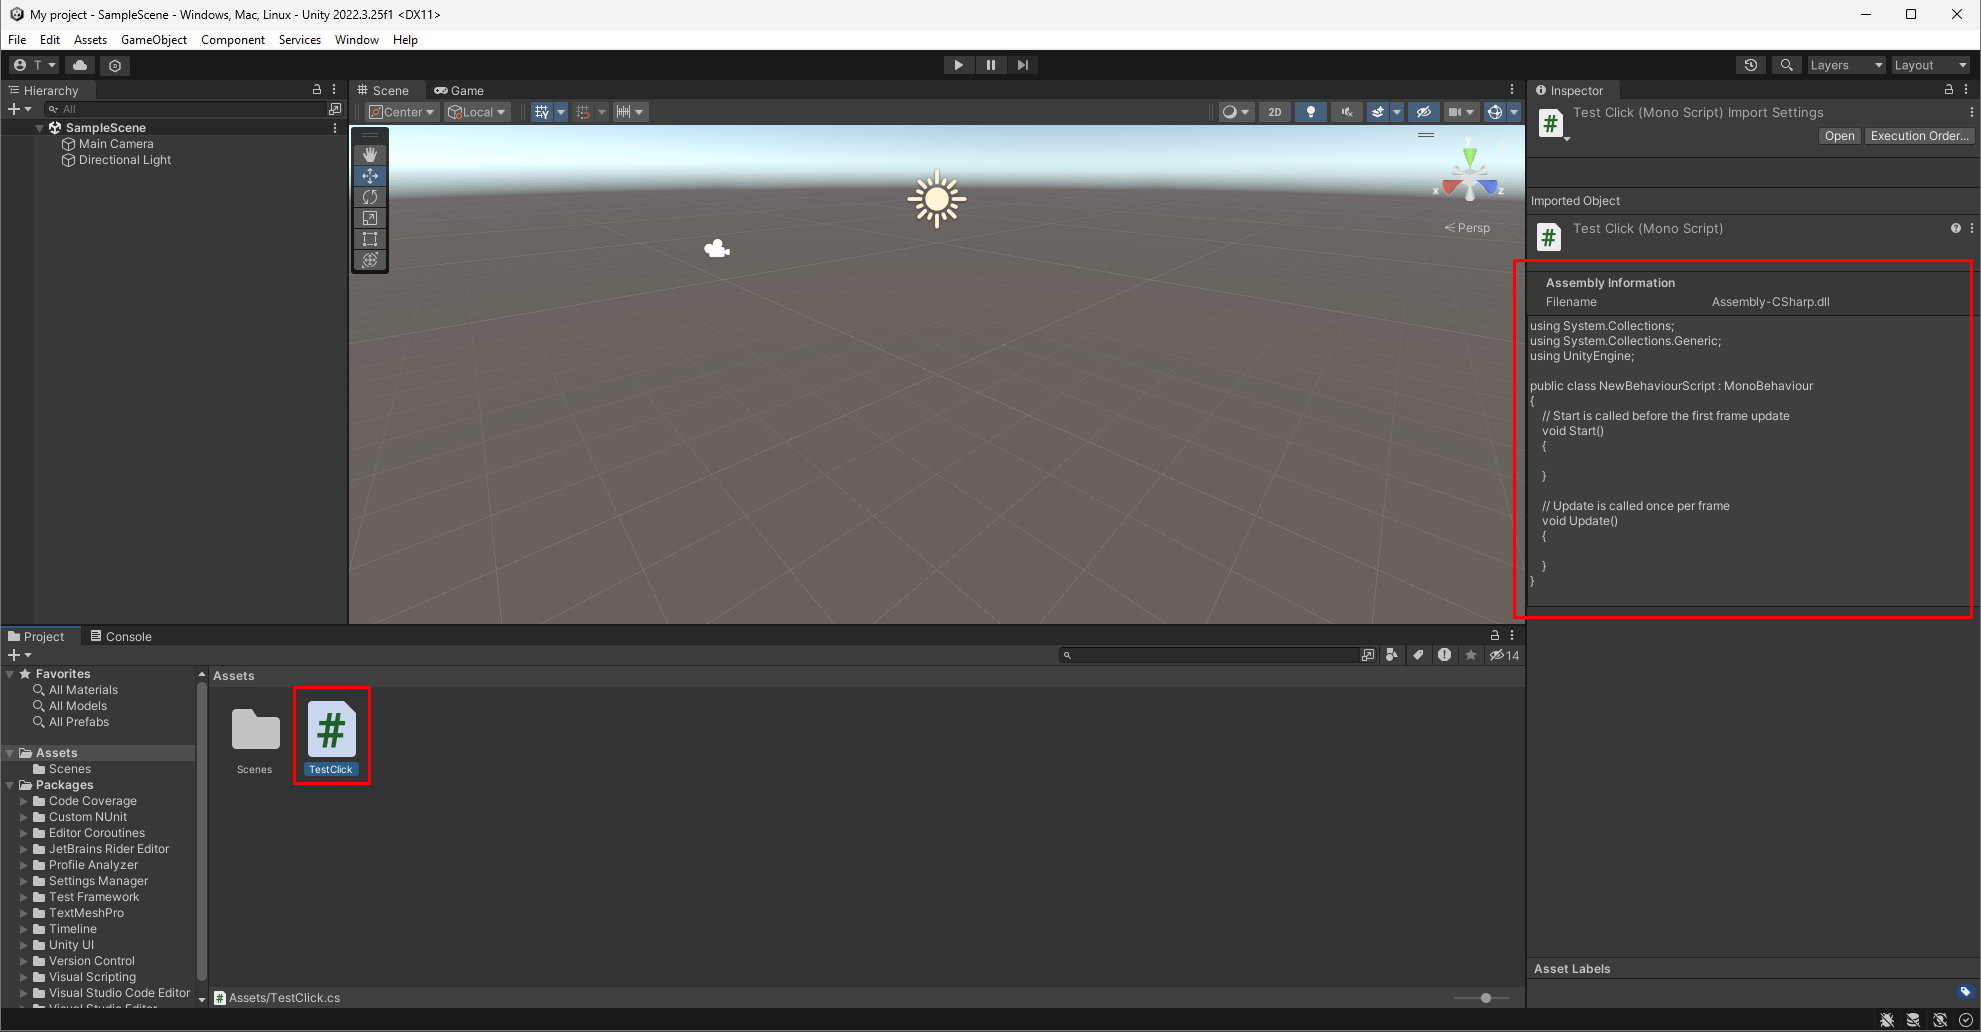 My project - SampleScene - Windows, Mac, Linux - Unity 2022.3.25f1 <DX11>
File Edit Assets GameObject Component Services Window Help
T
Layers
Layout
Hierarchy
All
SampleScene
Main Camera
Directional Light
Scene
Game
Center
Local
2D
y
x
z
Persp
Inspector
Test Click (Mono Script) Import Settings
Open
Execution Order...
Imported Object
Test Click (Mono Script)
Assembly Information
Filename Assembly-CSharp.dll
using System.Collections;
using System.Collections.Generic;
using UnityEngine;
public class NewBehaviourScript : MonoBehaviour
{
// Start is called before the first frame update
void Start()
{
}
// Update is called once per frame
void Update()
{
}
}
Project
Console
14
Favorites
All Materials
All Models
All Prefabs
Assets
Scenes
Packages
Code Coverage
Custom NUnit
Editor Coroutines
JetBrains Rider Editor
Profile Analyzer
Settings Manager
Test Framework
TextMeshPro
Timeline
Unity UI
Version Control
Visual Scripting
Visual Studio Code Editor
Visual Studio Editor
Assets
#
Scenes
TestClick
Assets/TestClick.cs
Asset Labels